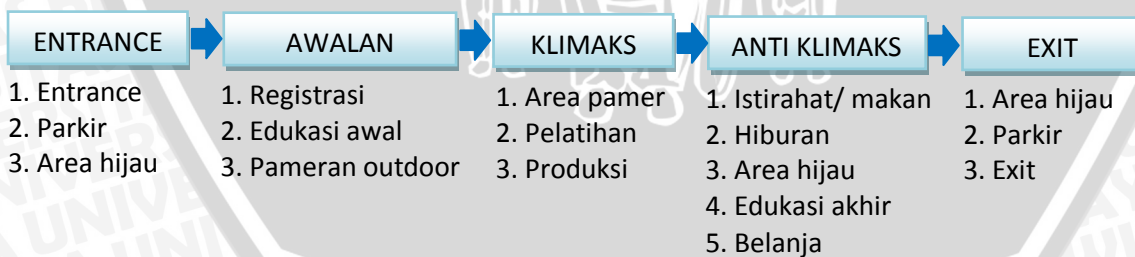 ENTRANCE
1. Entrance
2. Parkir
3. Area hijau
AWALAN
1. Registrasi
2. Edukasi awal
3. Pameran outdoor
KLIMAKS
1. Area pamer
2. Pelatihan
3. Produksi
ANTI KLIMAKS
1. Istirahat/ makan
2. Hiburan
3. Area hijau
4. Edukasi akhir
5. Belanja
EXIT
1. Area hijau
2. Parkir
3. Exit